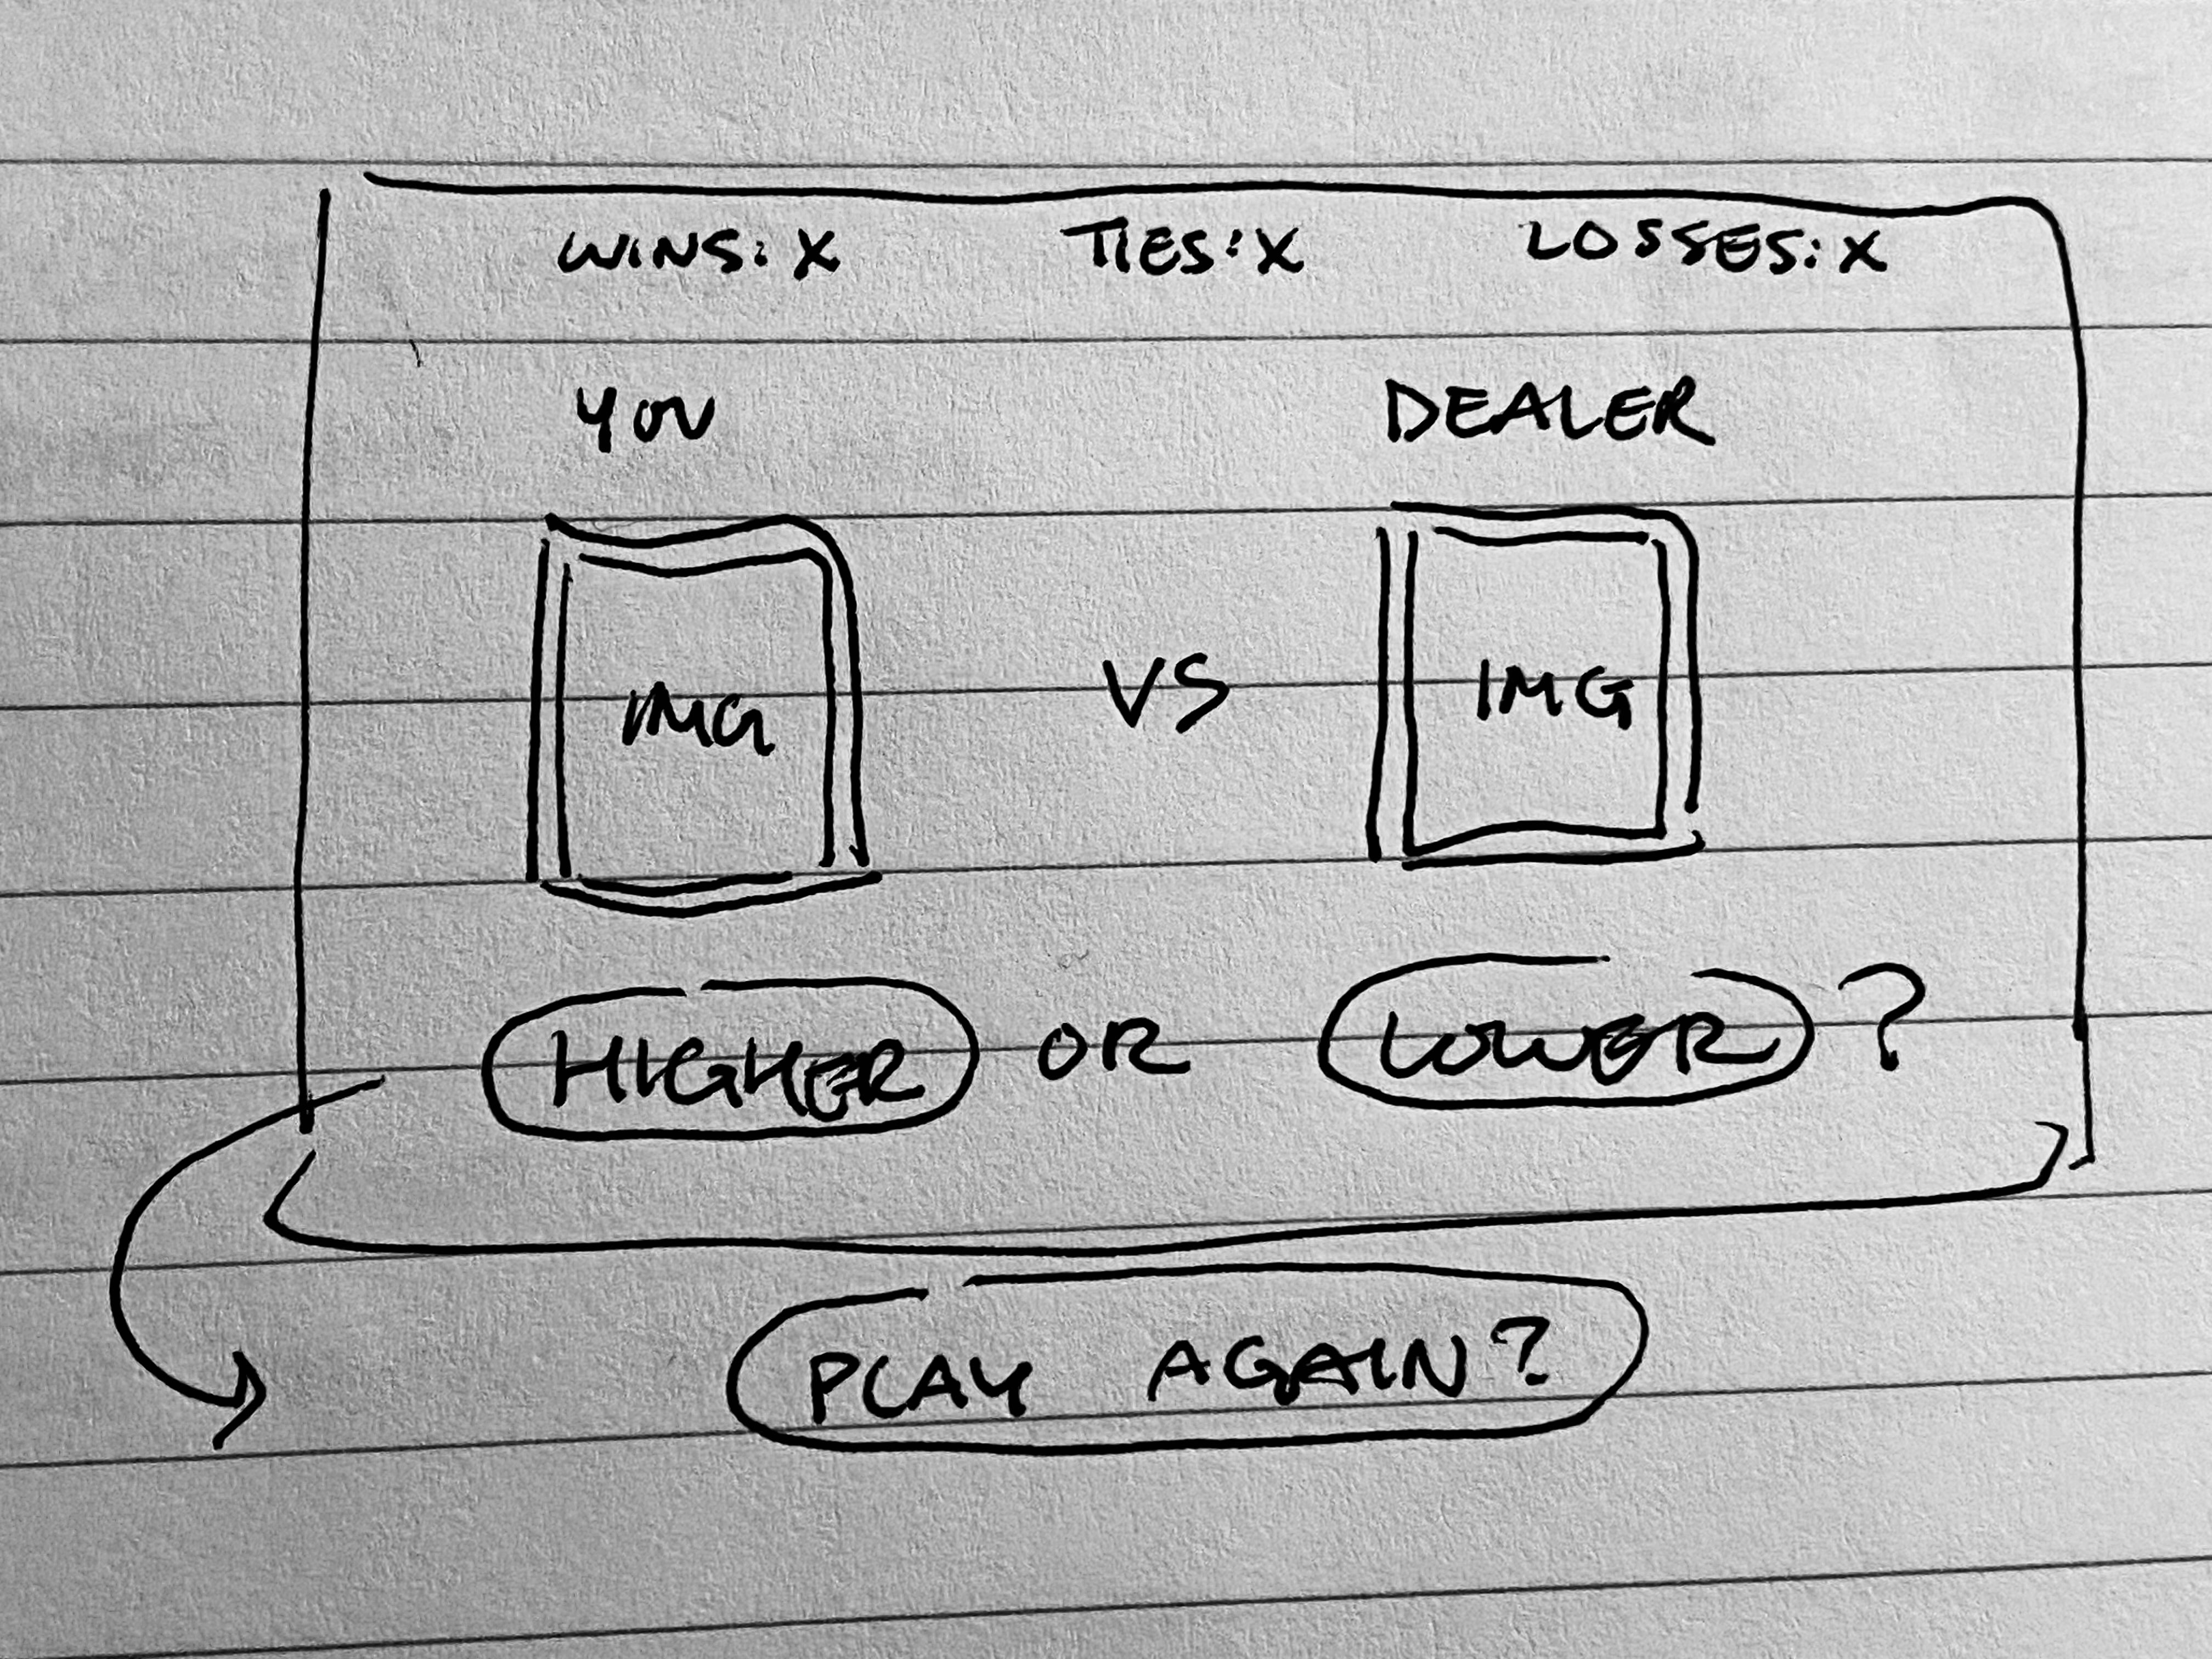 WINS: X TIES: X LOSSES: X
YOU DEALER
IMG VS IMG
HIGHER OR LOWER ?
PLAY AGAIN?